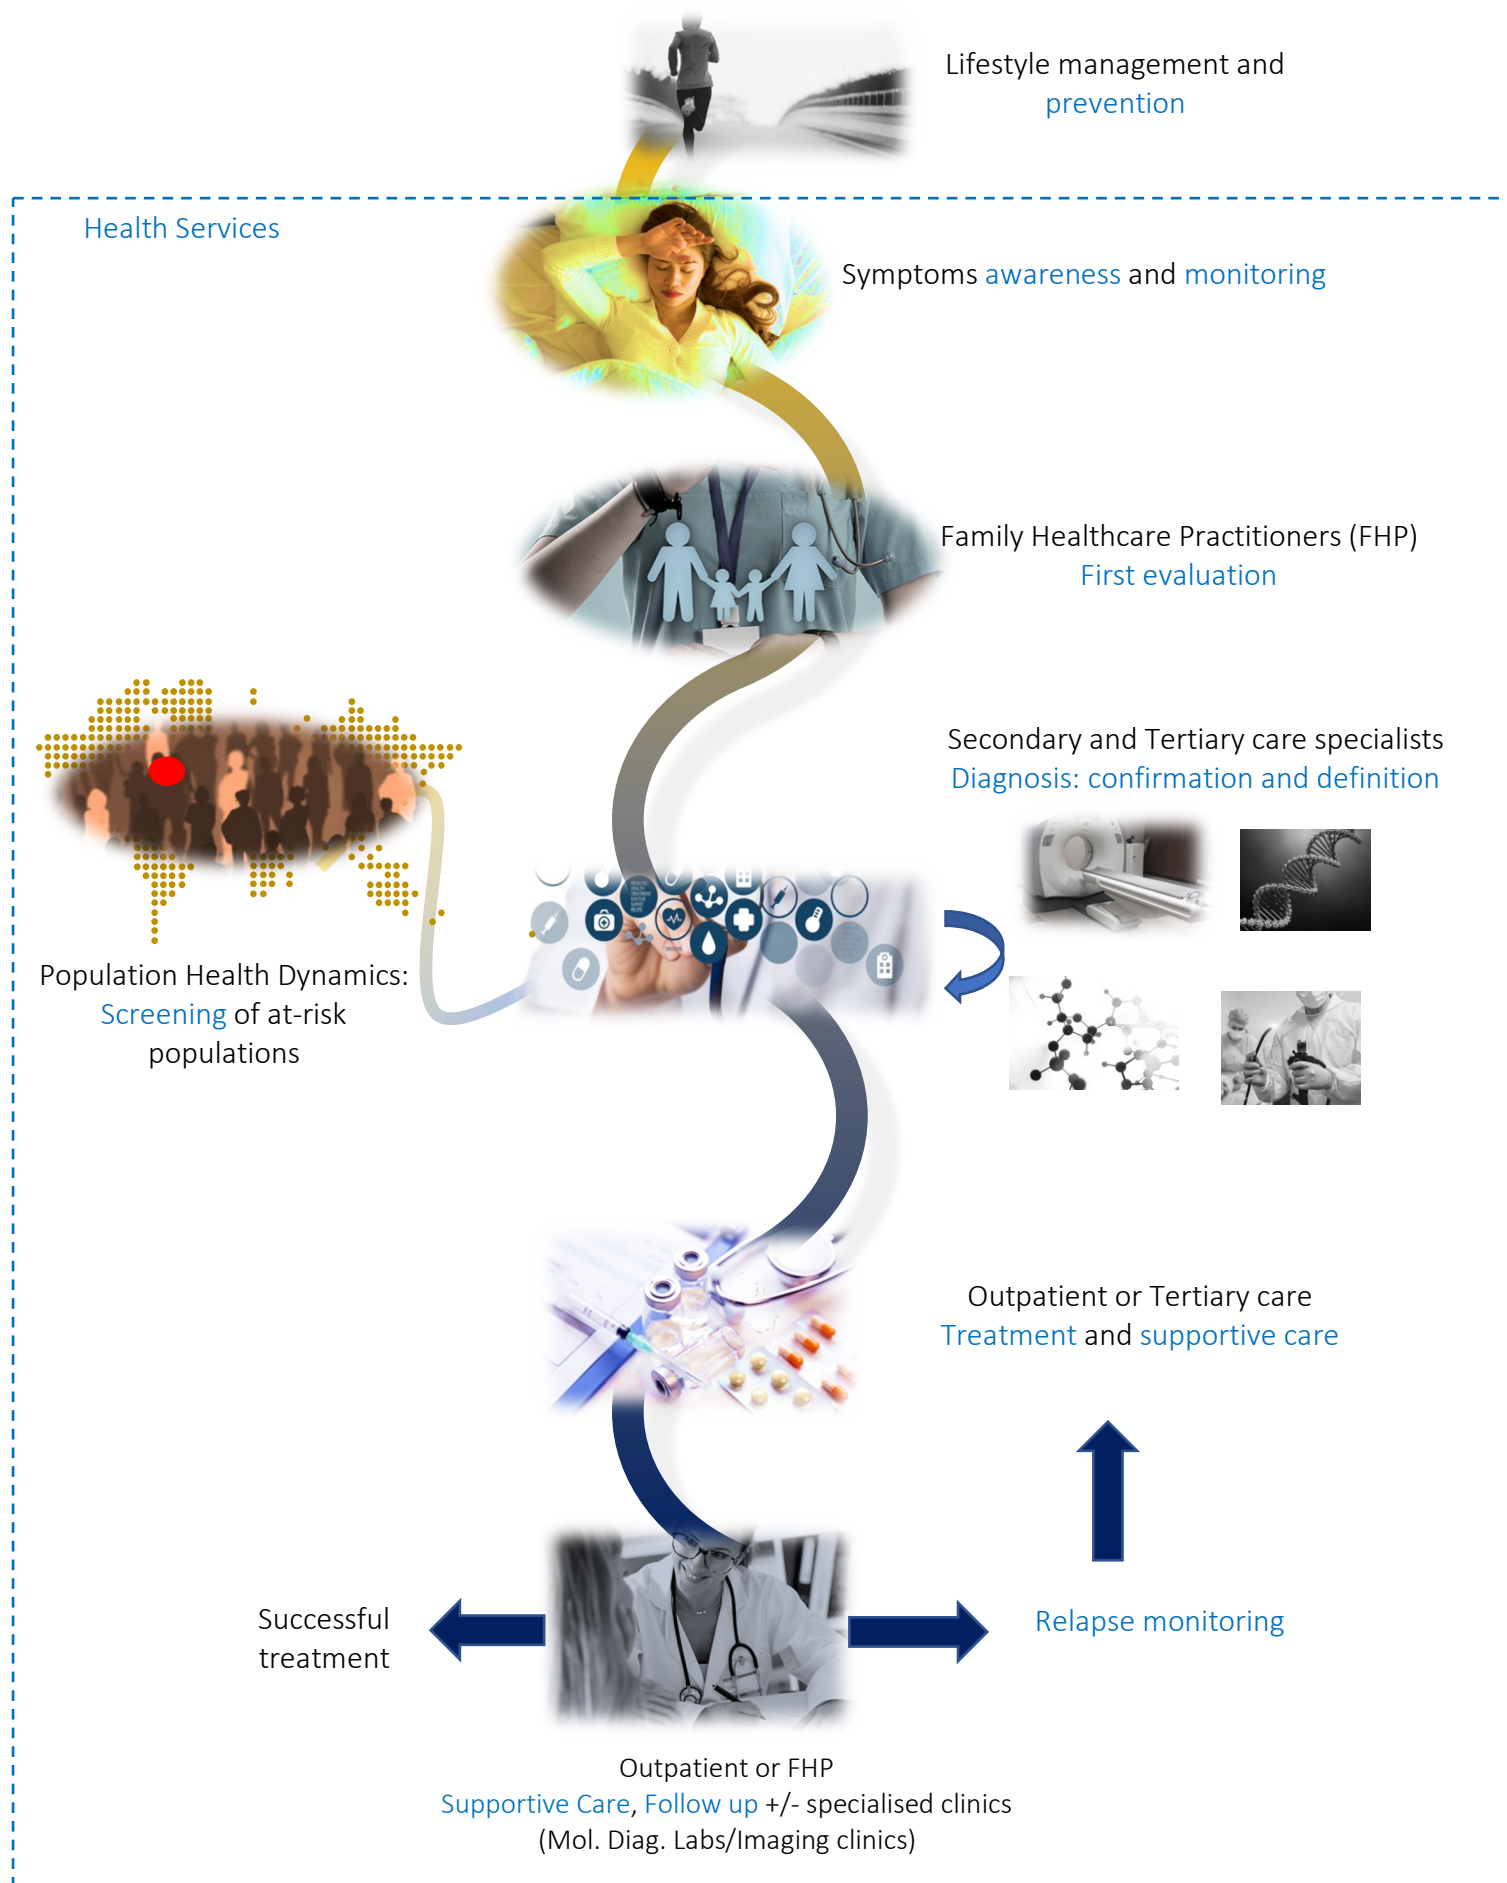 Lifestyle management and
prevention
Health Services
Symptoms awareness and monitoring
Family Healthcare Practitioners (FHP)
First evaluation
Secondary and Tertiary care specialists
Diagnosis: confirmation and definition
Population Health Dynamics:
Screening of at-risk
populations
Outpatient or Tertiary care
Treatment and supportive care
Successful
treatment
Relapse monitoring
Outpatient or FHP
Supportive Care, Follow up +/- specialised clinics
(Mol. Diag. Labs/Imaging clinics)